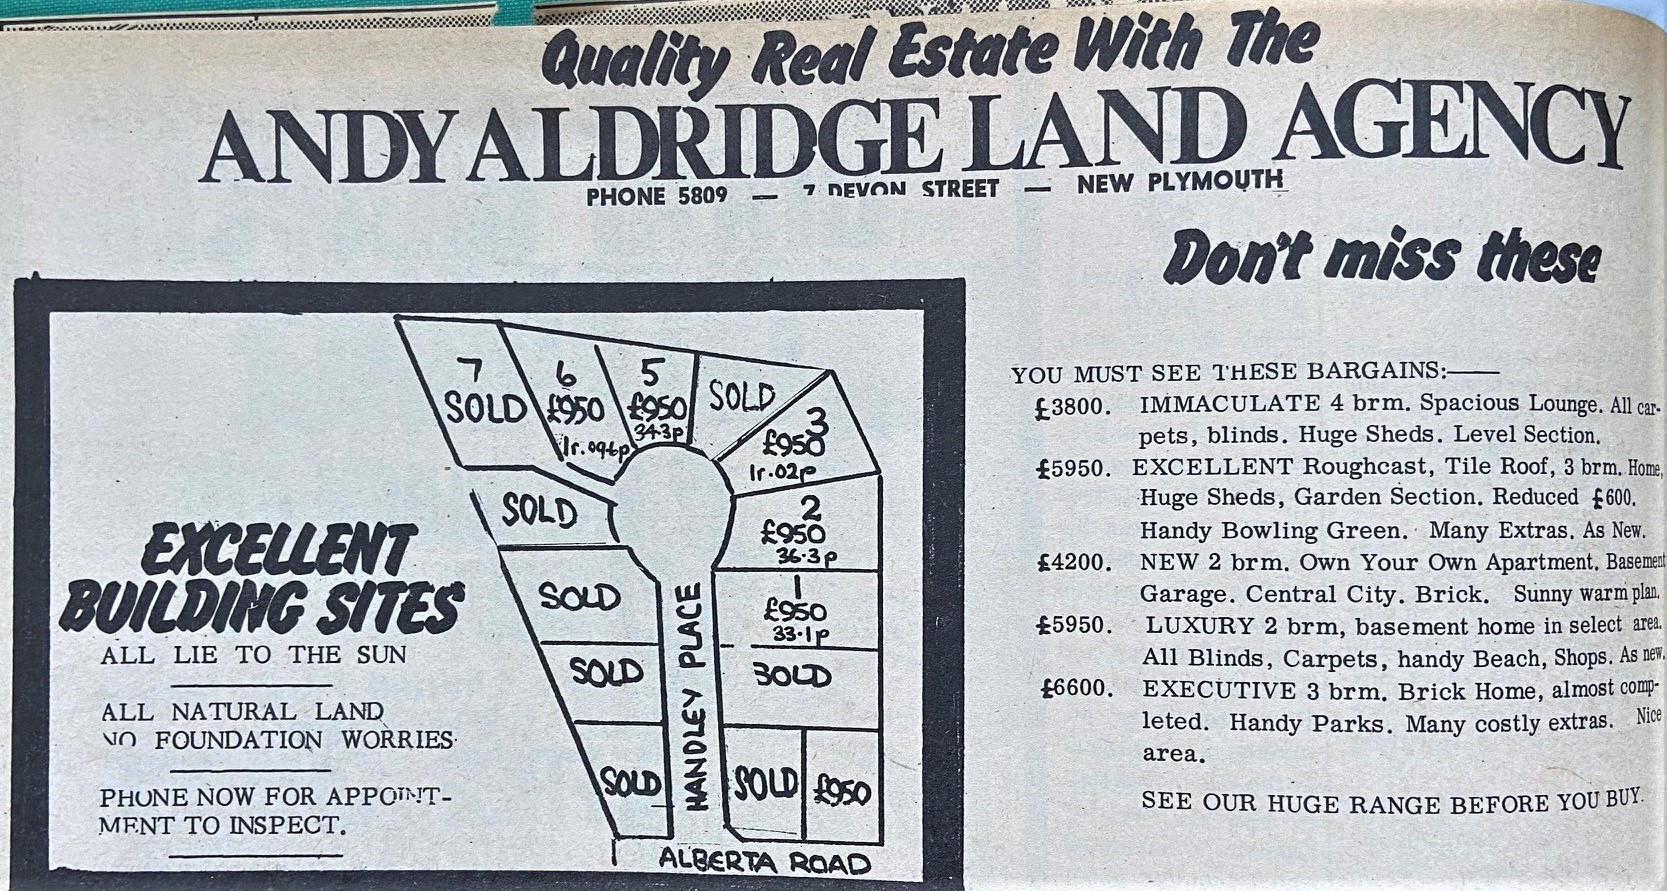 Quality Real Estate With The
ANDY ALDRIDGE LAND AGENCY
PHONE 5809 — 7 DEVON STREET — NEW PLYMOUTH
Don't miss these
EXCELLENT
BUILDING SITES
ALL LIE TO THE SUN
ALL NATURAL LAND
NO FOUNDATION WORRIES.
PHONE NOW FOR APPOINT-
MENT TO INSPECT.
7
SOLD
6
£950
1r.09.6p
5
£950
34·3p
SOLD
3
£950
1r.02p
2
£950
36·3p
1
£950
33·1p
SOLD
SOLD
£950
SOLD
SOLD
SOLD
SOLD
HANDLEY PLACE
ALBERTA ROAD
YOU MUST SEE THESE BARGAINS:—
£3800. IMMACULATE 4 brm. Spacious Lounge. All car-
pets, blinds. Huge Sheds. Level Section.
£5950. EXCELLENT Roughcast, Tile Roof, 3 brm. Home,
Huge Sheds, Garden Section. Reduced £600.
Handy Bowling Green. Many Extras. As New.
£4200. NEW 2 brm. Own Your Own Apartment. Basement
Garage. Central City. Brick. Sunny warm plan.
£5950. LUXURY 2 brm, basement home in select area.
All Blinds, Carpets, handy Beach, Shops. As new.
£6600. EXECUTIVE 3 brm. Brick Home, almost comp-
leted. Handy Parks. Many costly extras. Nice
area.
SEE OUR HUGE RANGE BEFORE YOU BUY.